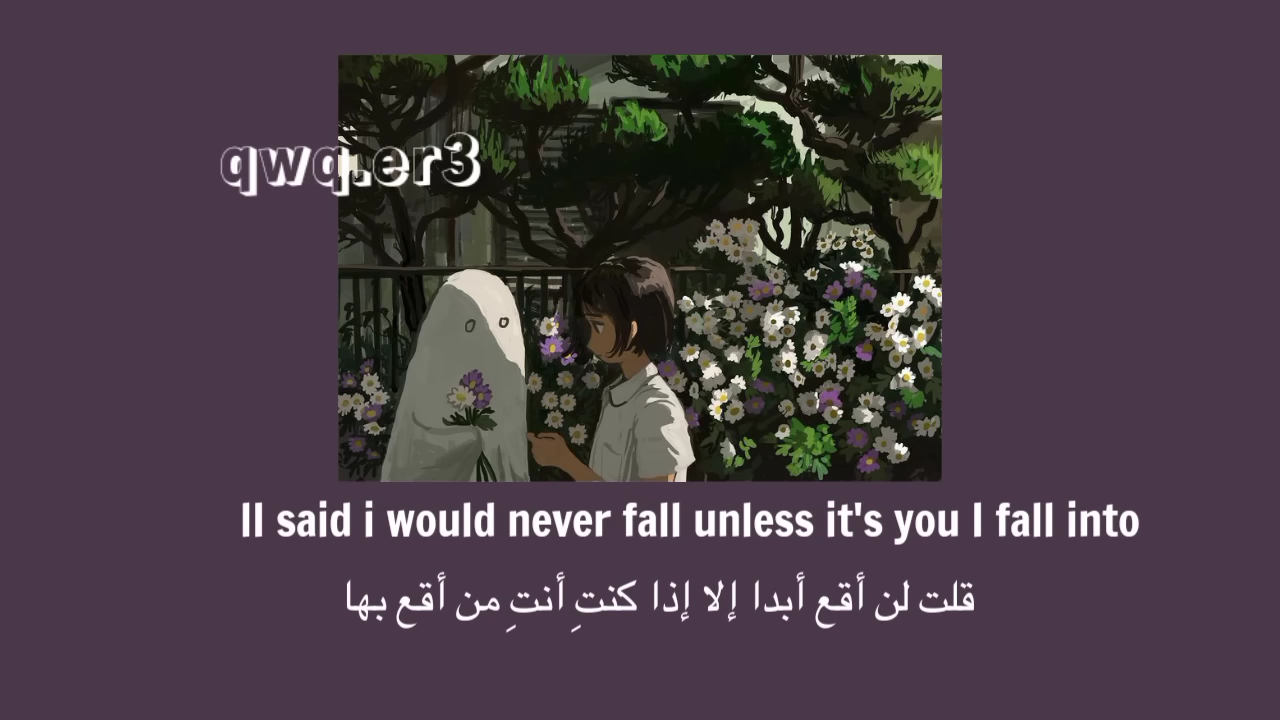 qwq.er3
II said i would never fall unless it's you I fall into
قلت لن أقع أبدا إلا إذا كنتِ أنتِ من أقع بها